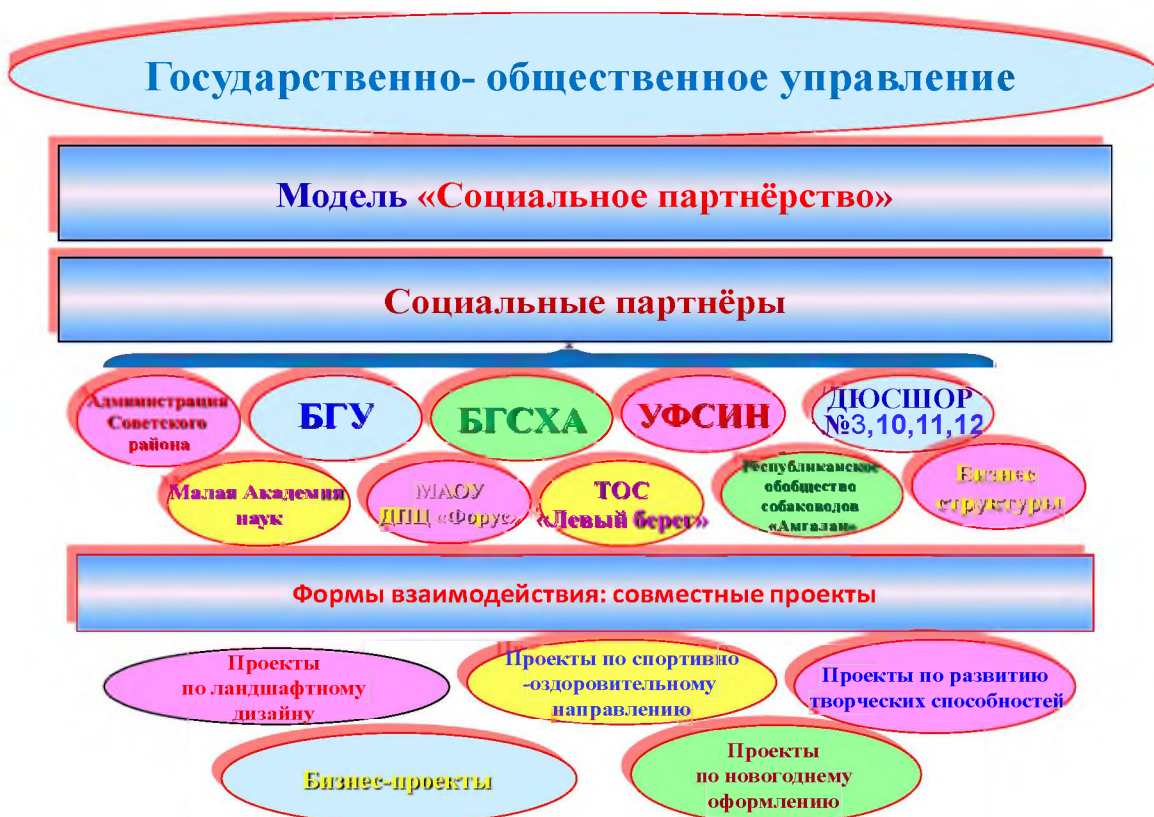 Государственно- общественное управление
Модель «Социальное партнёрство»
Социальные партнёры
Администрация
Советского
района
БГУ
БГСХА
УФСИН
ДЮСШОР
№3,10,11,12
Малая Академия
наук
МАОУ
ДПЦ «Форус»
ТОС
«Левый берег»
Республиканское
обобщество
собаководов
«Амгалан»
Бизнес
структуры
Формы взаимодействия: совместные проекты
Проекты
по ландшафтному
дизайну
Проекты по спортивно
-оздоровительному
направлению
Проекты по развитию
творческих способностей
Бизнес-проекты
Проекты
по новогоднему
оформлению